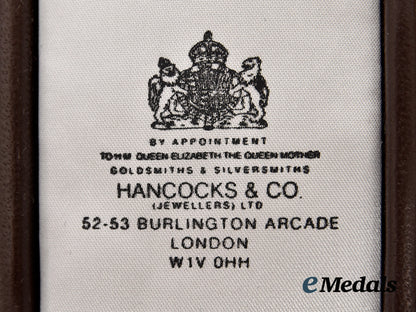 BY APPOINTMENT
TO H M QUEEN ELIZABETH THE QUEEN MOTHER
GOLDSMITHS & SILVERSMITHS
HANCOCKS & CO.
(JEWELLERS) LTD
52-53 BURLINGTON ARCADE
LONDON
W1V 0HH
eMedals